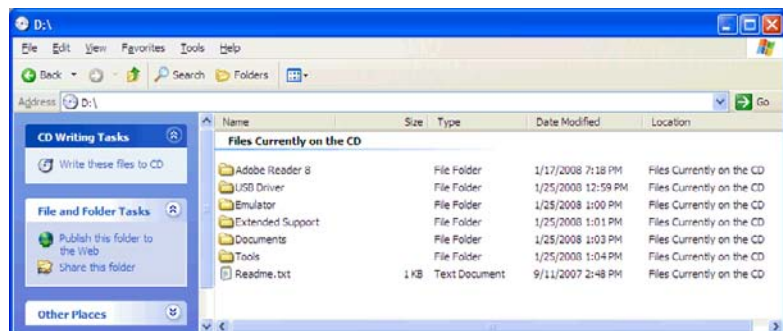 D:\
File Edit View Favorites Tools Help
Back Search Folders
Address D:\ Go
Name Size Type Date Modified Location
CD Writing Tasks
Write these files to CD
File and Folder Tasks
Publish this folder to
the Web
Share this folder
Other Places
Files Currently on the CD
Adobe Reader 8 File Folder 1/17/2008 7:18 PM Files Currently on the CD
USB Driver File Folder 1/25/2008 12:59 PM Files Currently on the CD
Emulator File Folder 1/25/2008 1:00 PM Files Currently on the CD
Extended Support File Folder 1/25/2008 1:01 PM Files Currently on the CD
Documents File Folder 1/25/2008 1:03 PM Files Currently on the CD
Tools File Folder 1/25/2008 1:04 PM Files Currently on the CD
Readme.txt 1 KB Text Document 9/11/2007 2:48 PM Files Currently on the CD